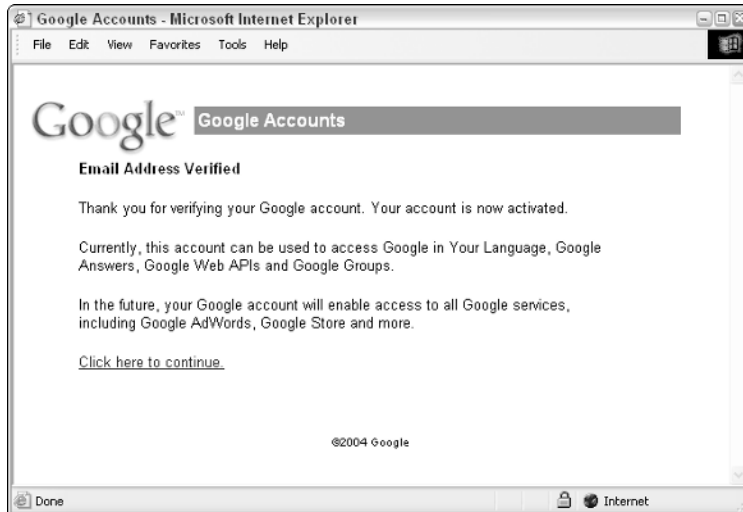 Google Accounts - Microsoft Internet Explorer
File Edit View Favorites Tools Help
Google™ Google Accounts
Email Address Verified
Thank you for verifying your Google account. Your account is now activated.
Currently, this account can be used to access Google in Your Language, Google
Answers, Google Web APIs and Google Groups.
In the future, your Google account will enable access to all Google services,
including Google AdWords, Google Store and more.
Click here to continue.
©2004 Google
Done Internet